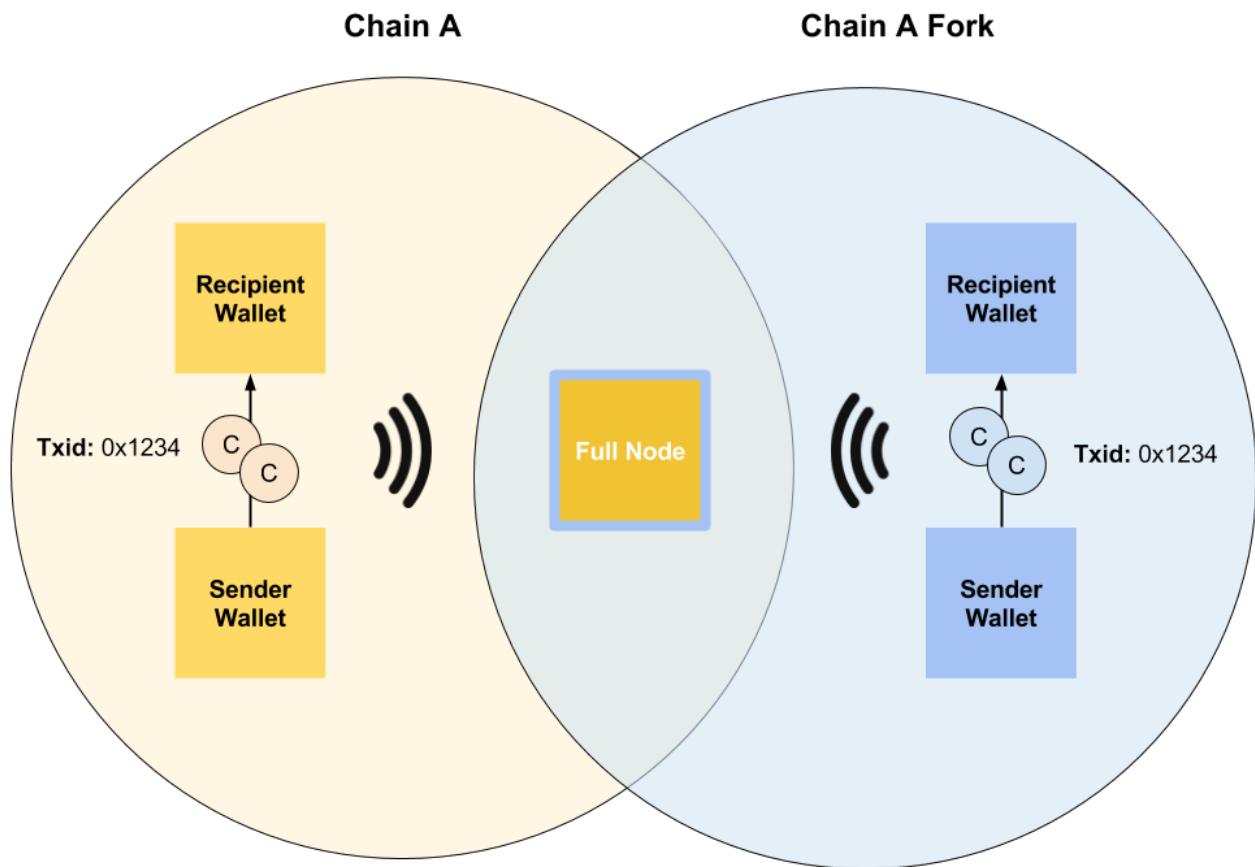 Chain A
Chain A Fork
Recipient
Wallet
Txid: 0x1234
C
C
Sender
Wallet
Full Node
Recipient
Wallet
C
C
Txid: 0x1234
Sender
Wallet